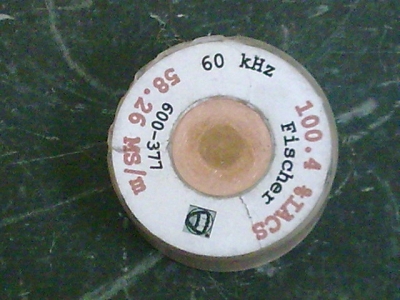 60 kHz
100.4 %IACS
Fischer
58.26 MS/m
600-377